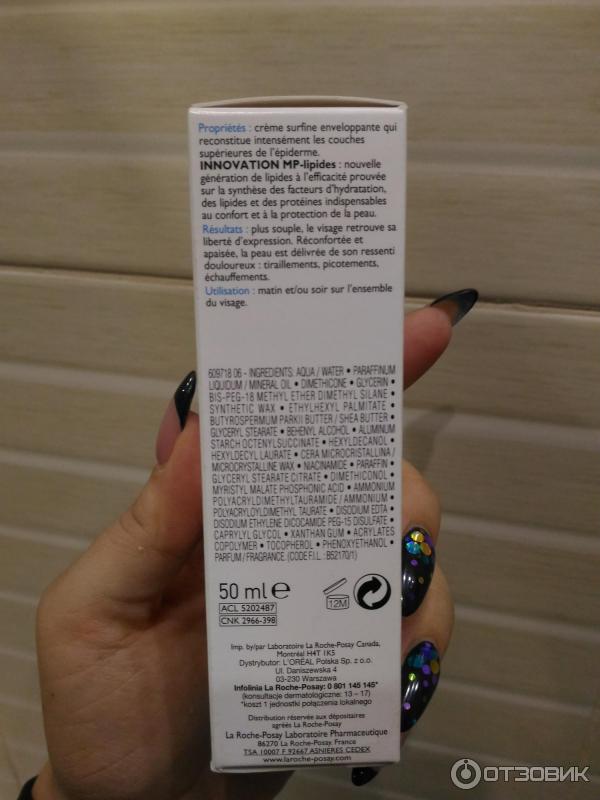 Propriétés : crème surfine enveloppante qui
reconstitue intensément les couches
supérieures de l'épiderme.
INNOVATION MP-lipides : nouvelle
génération de lipides à l'efficacité prouvée
sur la synthèse des facteurs d'hydratation,
des lipides et des protéines indispensables
au confort et à la protection de la peau.
Résultats : plus souple, le visage retrouve sa
liberté d'expression. Réconfortée et
apaisée, la peau est délivrée de son ressenti
douloureux : tiraillements, picotements,
échauffements.
Utilisation : matin et/ou soir sur l'ensemble
du visage.
609718 06 - INGREDIENTS: AQUA / WATER • PARAFFINUM
LIQUIDUM / MINERAL OIL • DIMETHICONE • GLYCERIN •
BIS-PEG-18 METHYL ETHER DIMETHYL SILANE •
SYNTHETIC WAX • ETHYLHEXYL PALMITATE •
BUTYROSPERMUM PARKII BUTTER / SHEA BUTTER •
GLYCERYL STEARATE • BEHENYL ALCOHOL • ALUMINUM
STARCH OCTENYLSUCCINATE • HEXYLDECANOL •
HEXYLDECYL LAURATE • CERA MICROCRISTALLINA /
MICROCRYSTALLINE WAX • NIACINAMIDE • PARAFFIN •
GLYCERYL STEARATE CITRATE • DIMETHICONOL •
MYRISTYL MALATE PHOSPHONIC ACID • AMMONIUM
POLYACRYLDIMETHYLTAURAMIDE / AMMONIUM •
POLYACRYLOYLDIMETHYL TAURATE • DISODIUM EDTA •
DISODIUM ETHYLENE DICOCAMIDE PEG-15 DISULFATE •
CAPRYLYL GLYCOL • XANTHAN GUM • ACRYLATES
COPOLYMER • TOCOPHEROL • PHENOXYETHANOL •
PARFUM / FRAGRANCE (CODE F.I.L. : B52170/1)
50 ml e
12M
ACL 5202487
CNK 2966-398
Imp. by/par Laboratoire La Roche-Posay Canada,
Montréal H4T 1K5
Dystrybutor: L'ORÉAL Polska Sp. z o.o.
Ul. Daniszewska 4
03-230 Warszawa
Infolinia La Roche-Posay: 0 801 145 145*
(konsultacje dermatologiczne: 13 – 17)
*koszt 1 jednostki połączenia lokalnego
Distribution réservée aux dépositaires
agréés La Roche-Posay
La Roche-Posay Laboratoire Pharmaceutique
86270 La Roche-Posay. France
TSA 10007 F.92667 ASNIERES CEDEX
www.laroche-posay.com
ОТЗОВИК